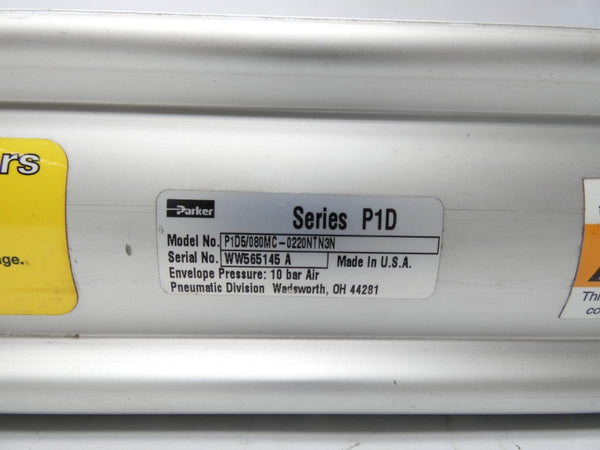 rs
ge.
Parker
Series P1D
Model No. P1D5/080MC-0220NTN3N
Serial No. WW565145 A Made in U.S.A.
Envelope Pressure: 10 bar Air
Pneumatic Division Wadsworth, OH 44281
Thi
co